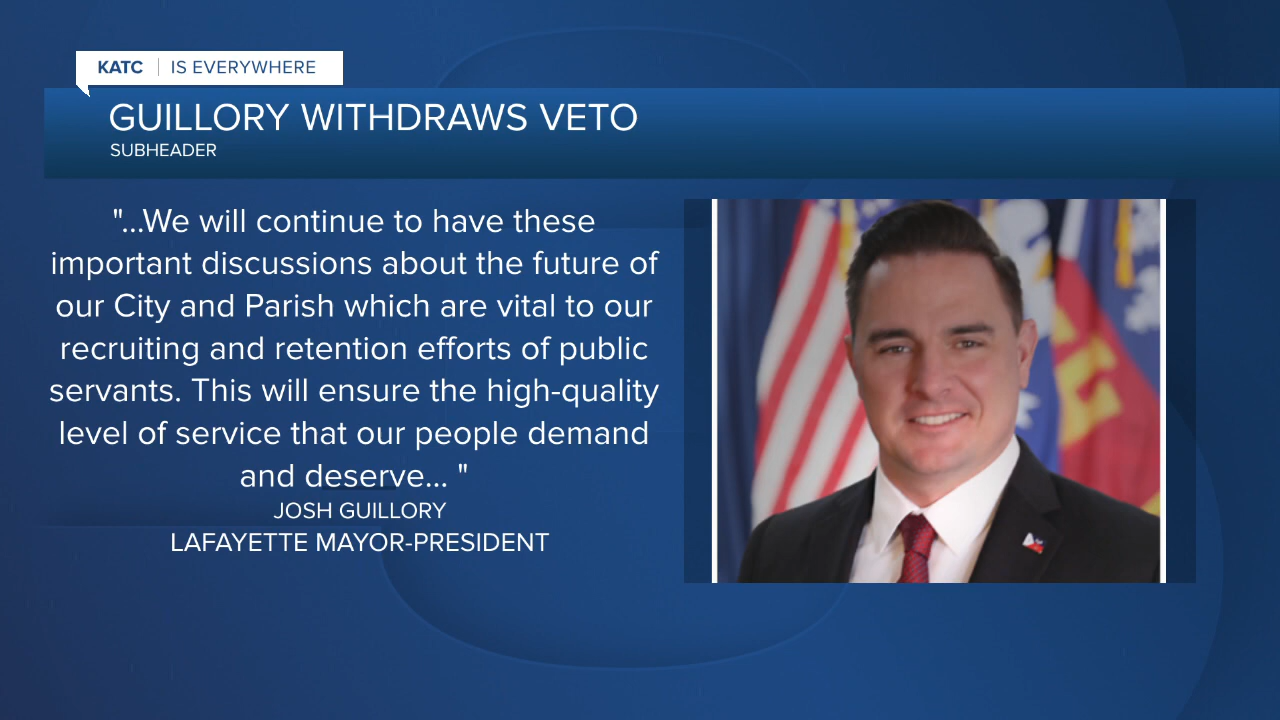 KATC | IS EVERYWHERE
GUILLORY WITHDRAWS VETO
SUBHEADER
"...We will continue to have these
important discussions about the future of
our City and Parish which are vital to our
recruiting and retention efforts of public
servants. This will ensure the high-quality
level of service that our people demand
and deserve... "
JOSH GUILLORY
LAFAYETTE MAYOR-PRESIDENT